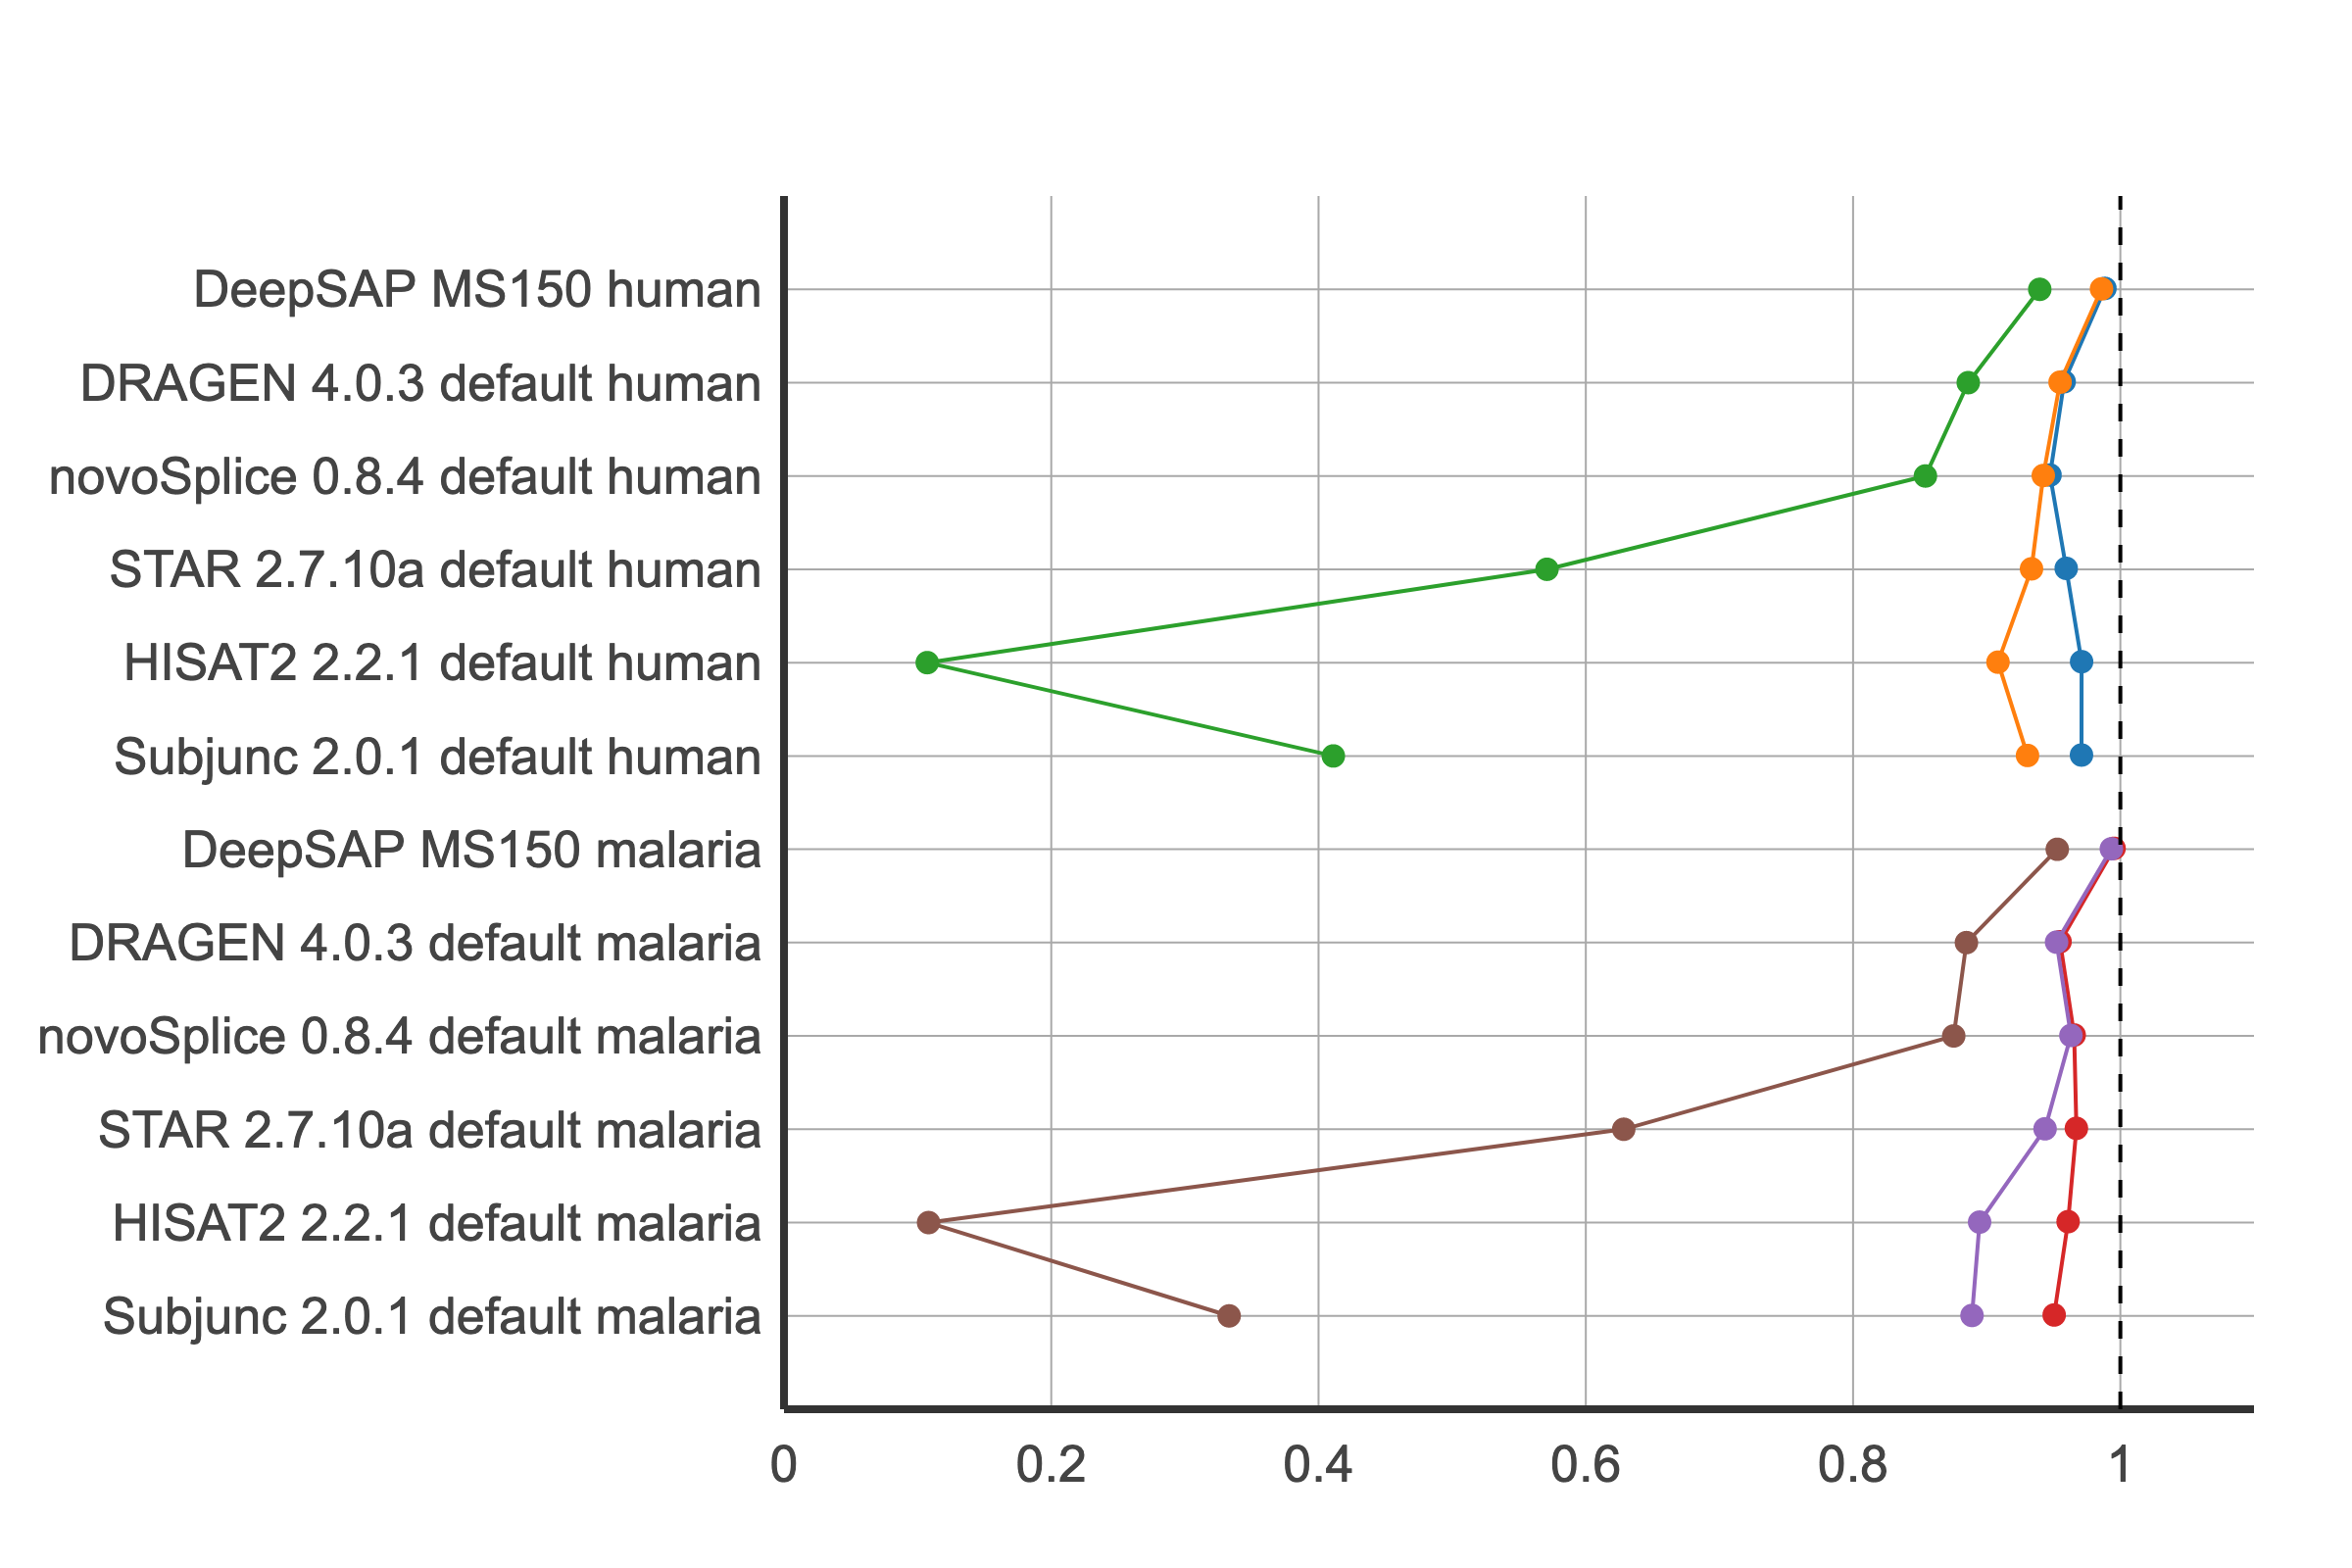 DeepSAP MS150 human
DRAGEN 4.0.3 default human
novoSplice 0.8.4 default human
STAR 2.7.10a default human
HISAT2 2.2.1 default human
Subjunc 2.0.1 default human
DeepSAP MS150 malaria
DRAGEN 4.0.3 default malaria
novoSplice 0.8.4 default malaria
STAR 2.7.10a default malaria
HISAT2 2.2.1 default malaria
Subjunc 2.0.1 default malaria
0 0.2 0.4 0.6 0.8 1